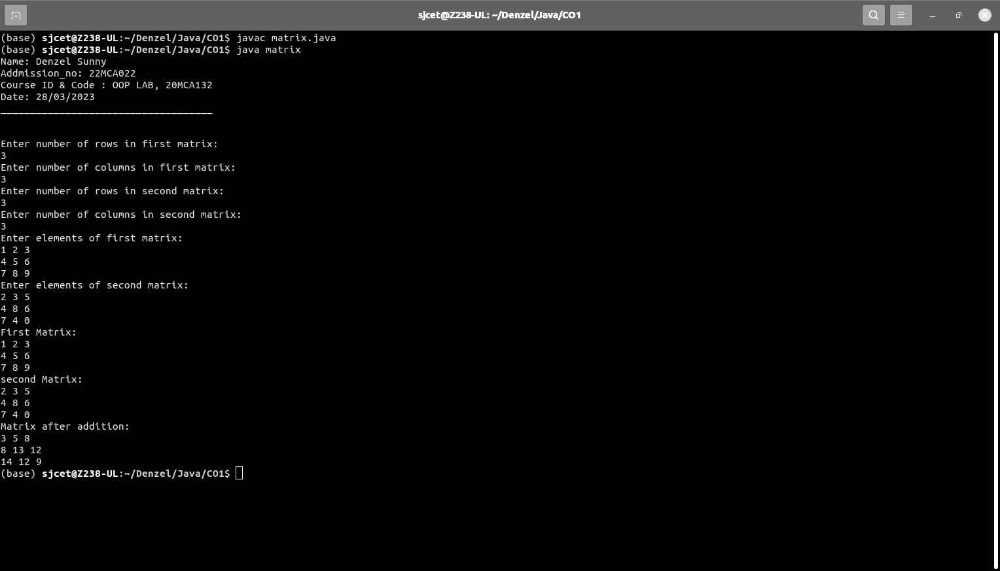 sjcet@Z238-UL: ~/Denzel/Java/CO1
(base) sjcet@Z238-UL:~/Denzel/Java/CO1$ javac matrix.java
(base) sjcet@Z238-UL:~/Denzel/Java/CO1$ java matrix
Name: Denzel Sunny
Addmission_no: 22MCA022
Course ID & Code : OOP LAB, 20MCA132
Date: 28/03/2023
____________________________________
Enter number of rows in first matrix:
3
Enter number of columns in first matrix:
3
Enter number of rows in second matrix:
3
Enter number of columns in second matrix:
3
Enter elements of first matrix:
1 2 3
4 5 6
7 8 9
Enter elements of second matrix:
2 3 5
4 8 6
7 4 0
First Matrix:
1 2 3
4 5 6
7 8 9
second Matrix:
2 3 5
4 8 6
7 4 0
Matrix after addition:
3 5 8
8 13 12
14 12 9
(base) sjcet@Z238-UL:~/Denzel/Java/CO1$